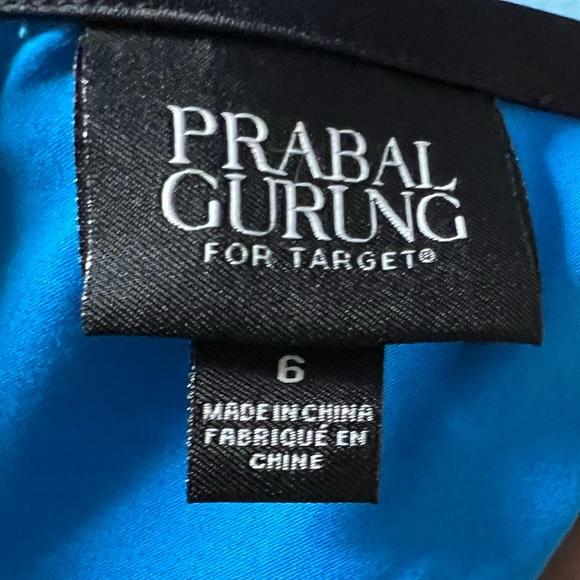 PRABAL
GURUNG
FOR TARGET®
6
MADE IN CHINA
FABRIQUÉ EN
CHINE